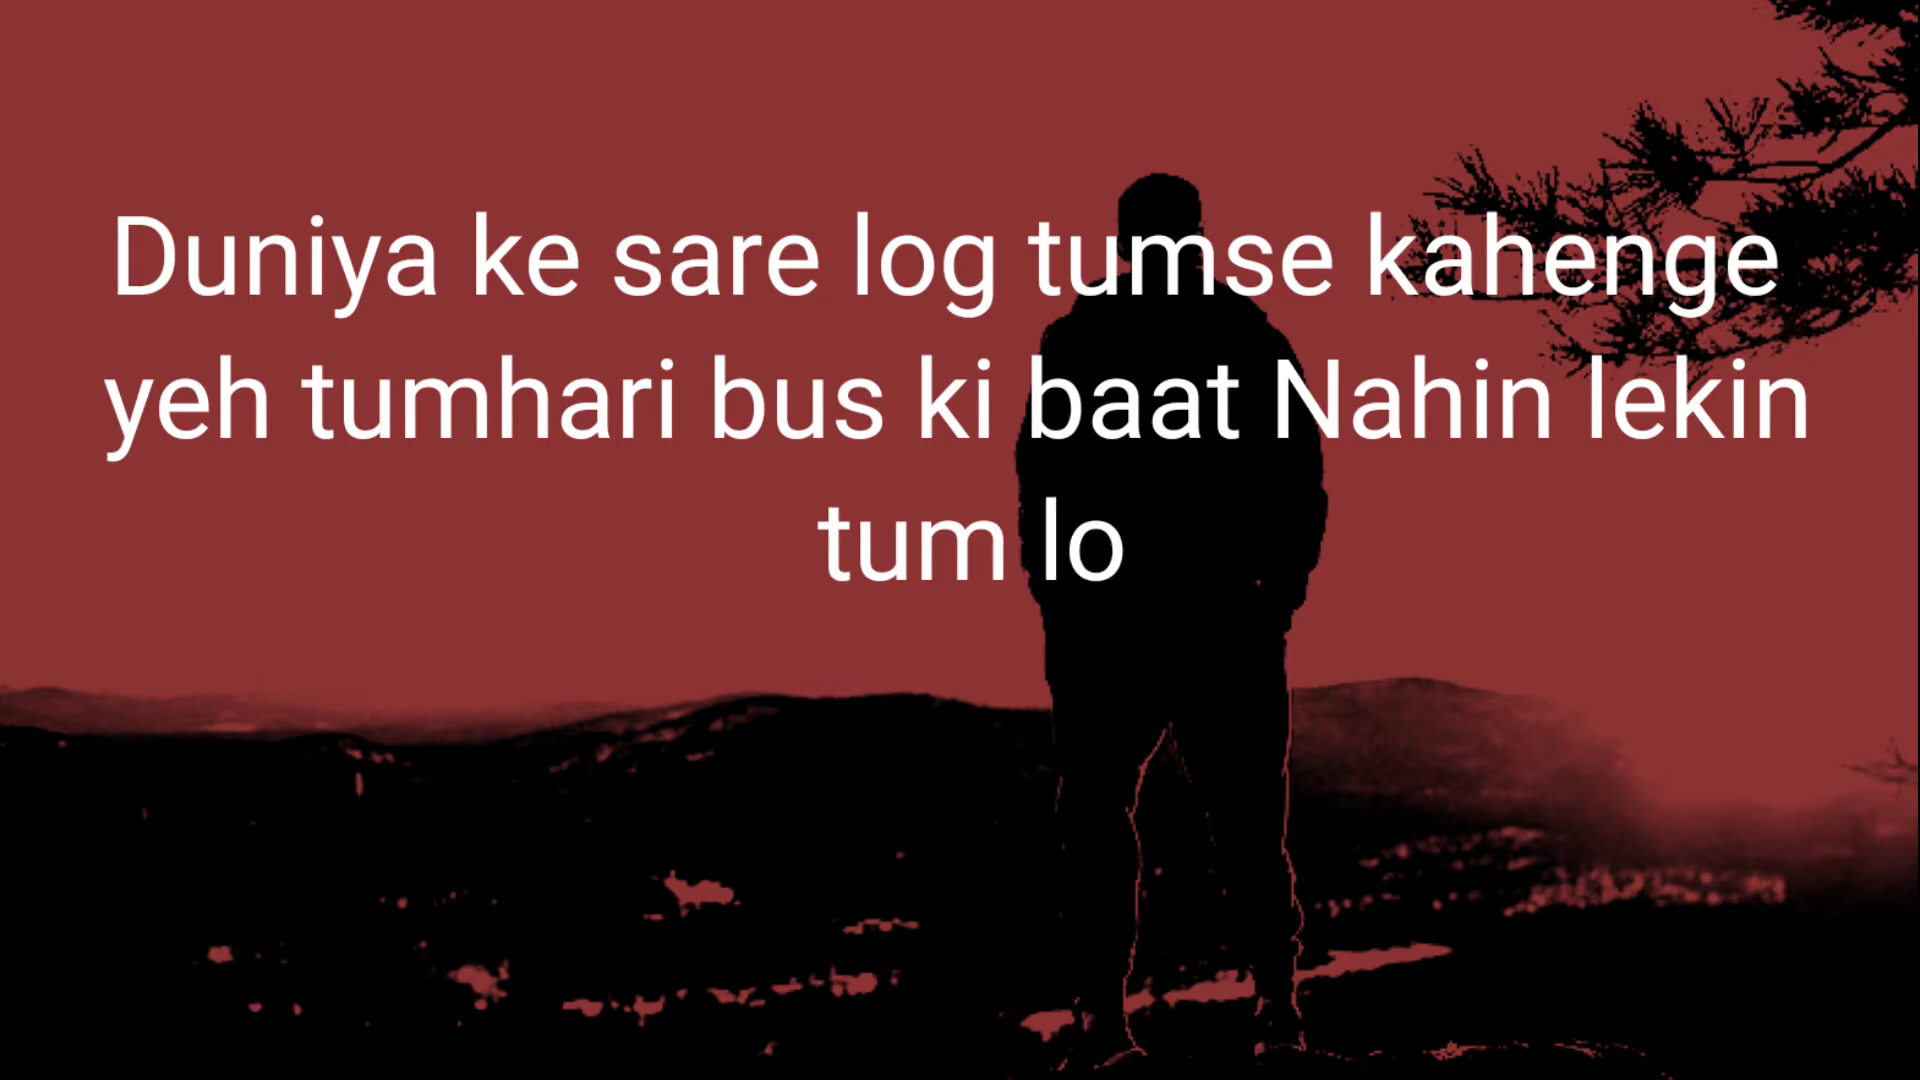 Duniya ke sare log tumse kahenge
yeh tumhari bus ki baat Nahin lekin
tum lo